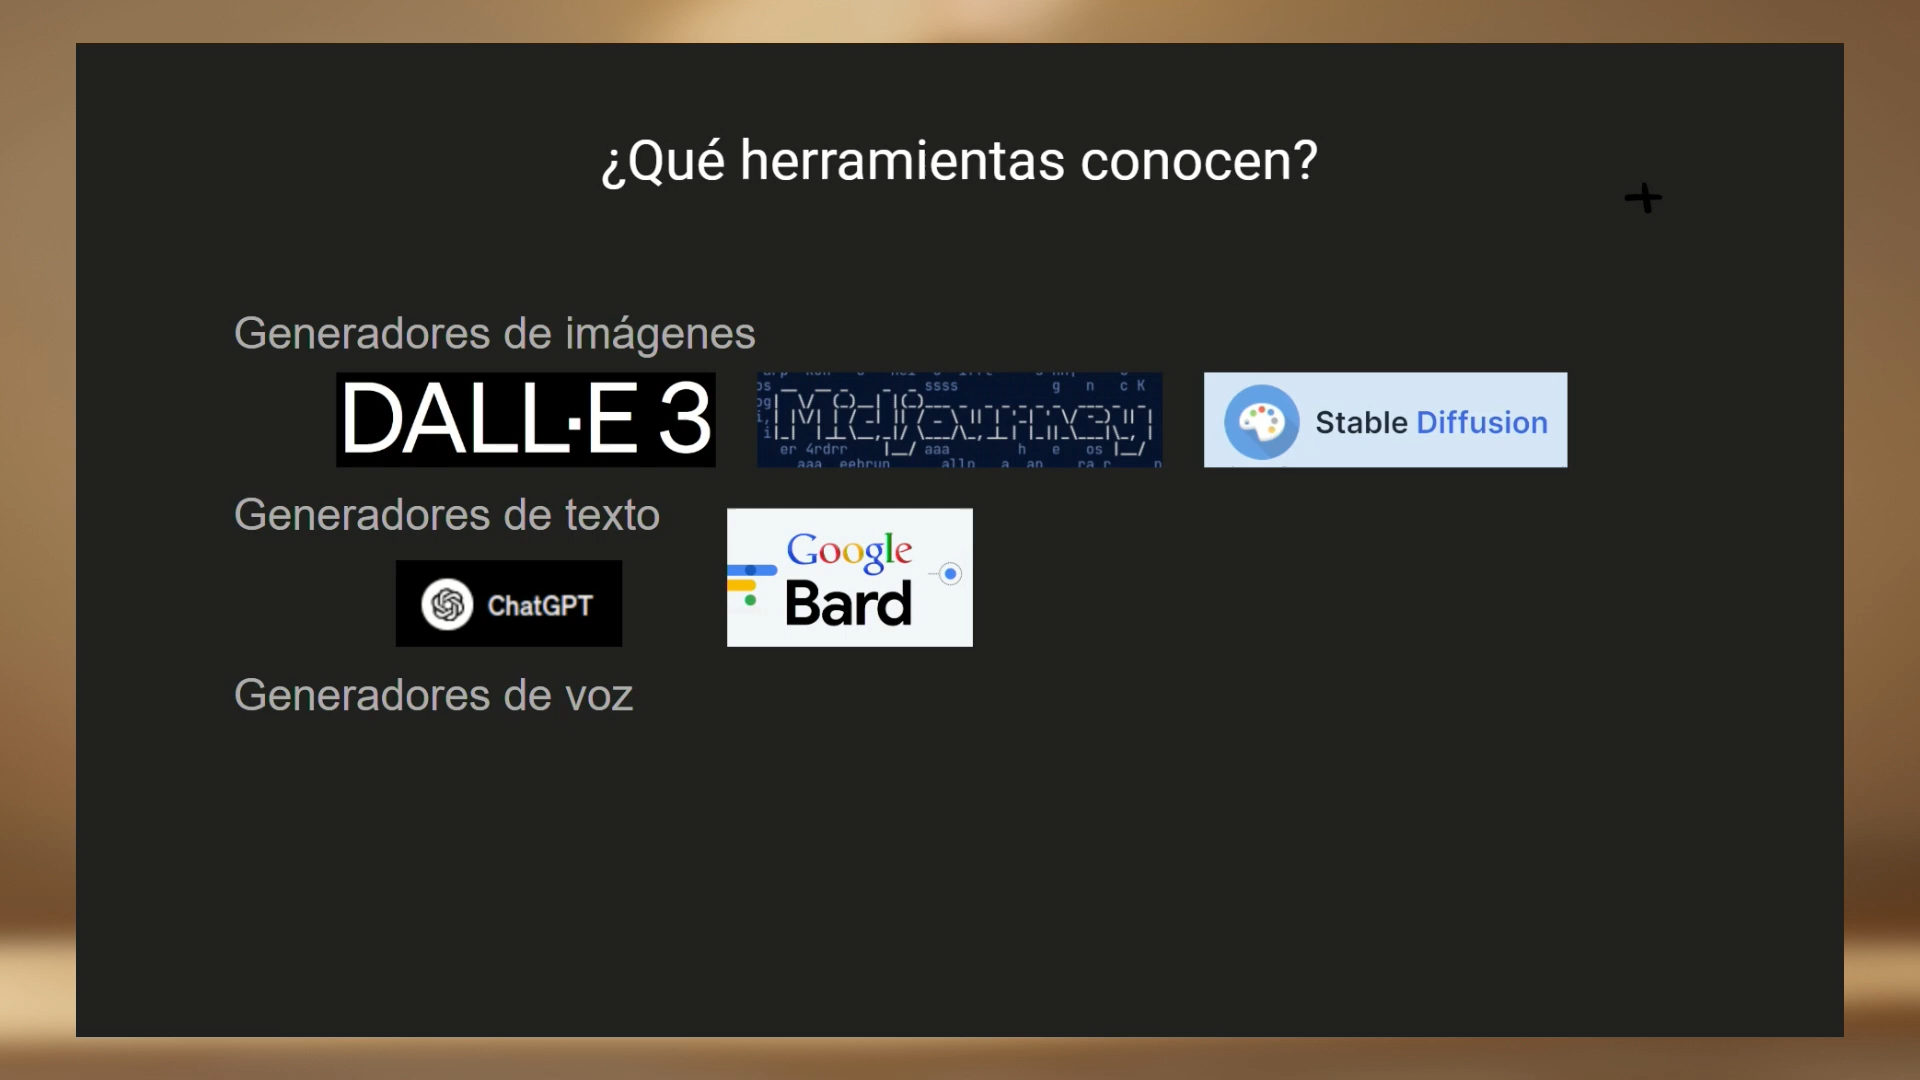 ¿Qué herramientas conocen?
Generadores de imágenes
DALL·E 3
Midjourney
Stable Diffusion
Generadores de texto
ChatGPT
Google
Bard
Generadores de voz